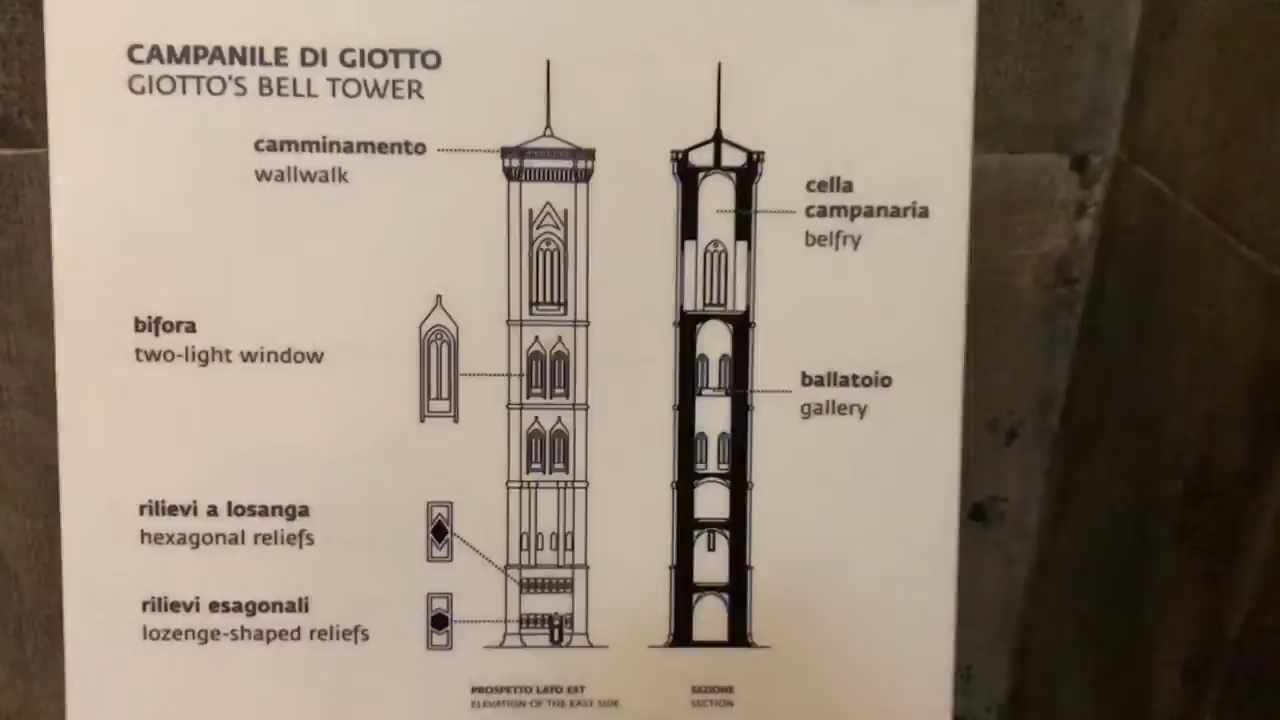 CAMPANILE DI GIOTTO
GIOTTO'S BELL TOWER
camminamento
wallwalk
cella
campanaria
belfry
bifora
two-light window
ballatoio
gallery
rilievi a losanga
hexagonal reliefs
rilievi esagonali
lozenge-shaped reliefs
PROSPETTO LATO EST
ELEVATION OF THE EAST SIDE
SEZIONE
SECTION